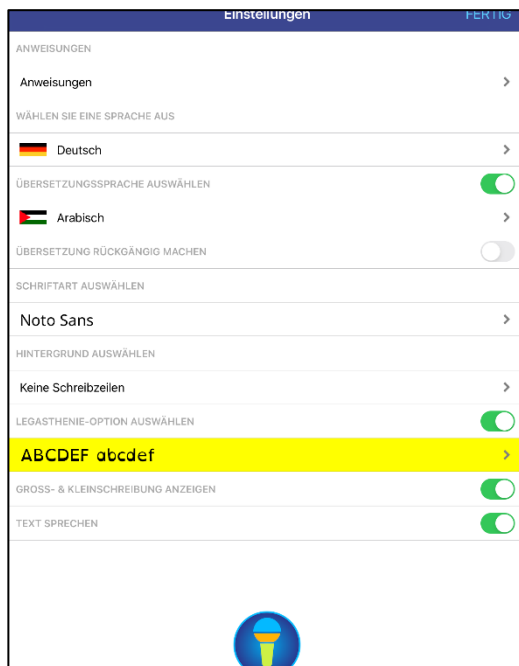 Einstellungen FERTIG
ANWEISUNGEN
Anweisungen
WÄHLEN SIE EINE SPRACHE AUS
Deutsch
ÜBERSETZUNGSSPRACHE AUSWÄHLEN
Arabisch
ÜBERSETZUNG RÜCKGÄNGIG MACHEN
SCHRIFTART AUSWÄHLEN
Noto Sans
HINTERGRUND AUSWÄHLEN
Keine Schreibzeilen
LEGASTHENIE-OPTION AUSWÄHLEN
ABCDEF abcdef
GROSS- & KLEINSCHREIBUNG ANZEIGEN
TEXT SPRECHEN